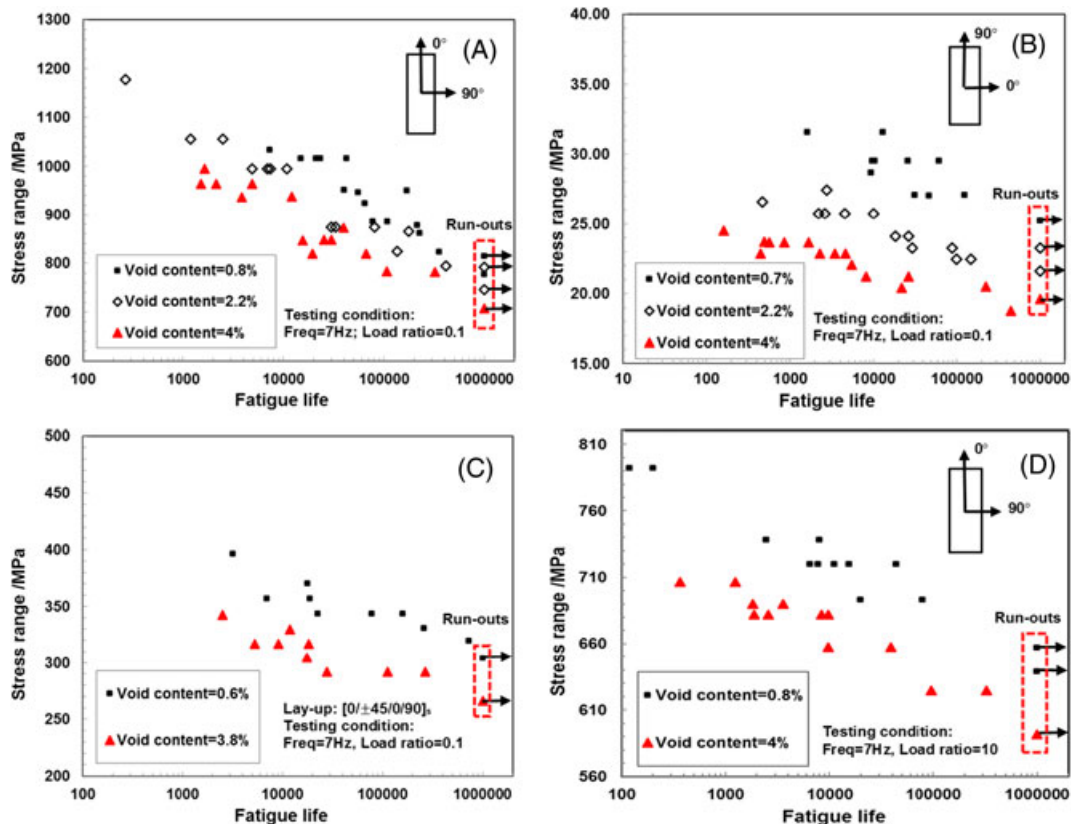 (A)
Stress range /MPa
1300
1200
1100
1000
900
800
700
600
0°
90°
Run-outs
Void content=0.8%
Void content=2.2%
Void content=4%
Testing condition:
Freq=7Hz; Load ratio=0.1
100 1000 10000 100000 1000000
Fatigue life
(B)
Stress range /MPa
40.00
35.00
30.00
25.00
20.00
15.00
90°
0°
Run-outs
Void content=0.7%
Void content=2.2%
Void content=4%
Testing condition:
Freq=7Hz, Load ratio=0.1
10 100 1000 10000 100000 1000000
Fatigue life
(C)
Stress range /MPa
500
450
400
350
300
250
200
Run-outs
Void content=0.6%
Void content=3.8%
Lay-up: [0/±45/0/90]s
Testing condition:
Freq=7Hz, Load ratio=0.1
100 1000 10000 100000 1000000
Fatigue life
(D)
Stress range /MPa
810
760
710
660
610
560
0°
90°
Run-outs
Void content=0.8%
Void content=4%
Testing condition:
Freq=7Hz, Load ratio=10
100 1000 10000 100000 1000000
Fatigue life